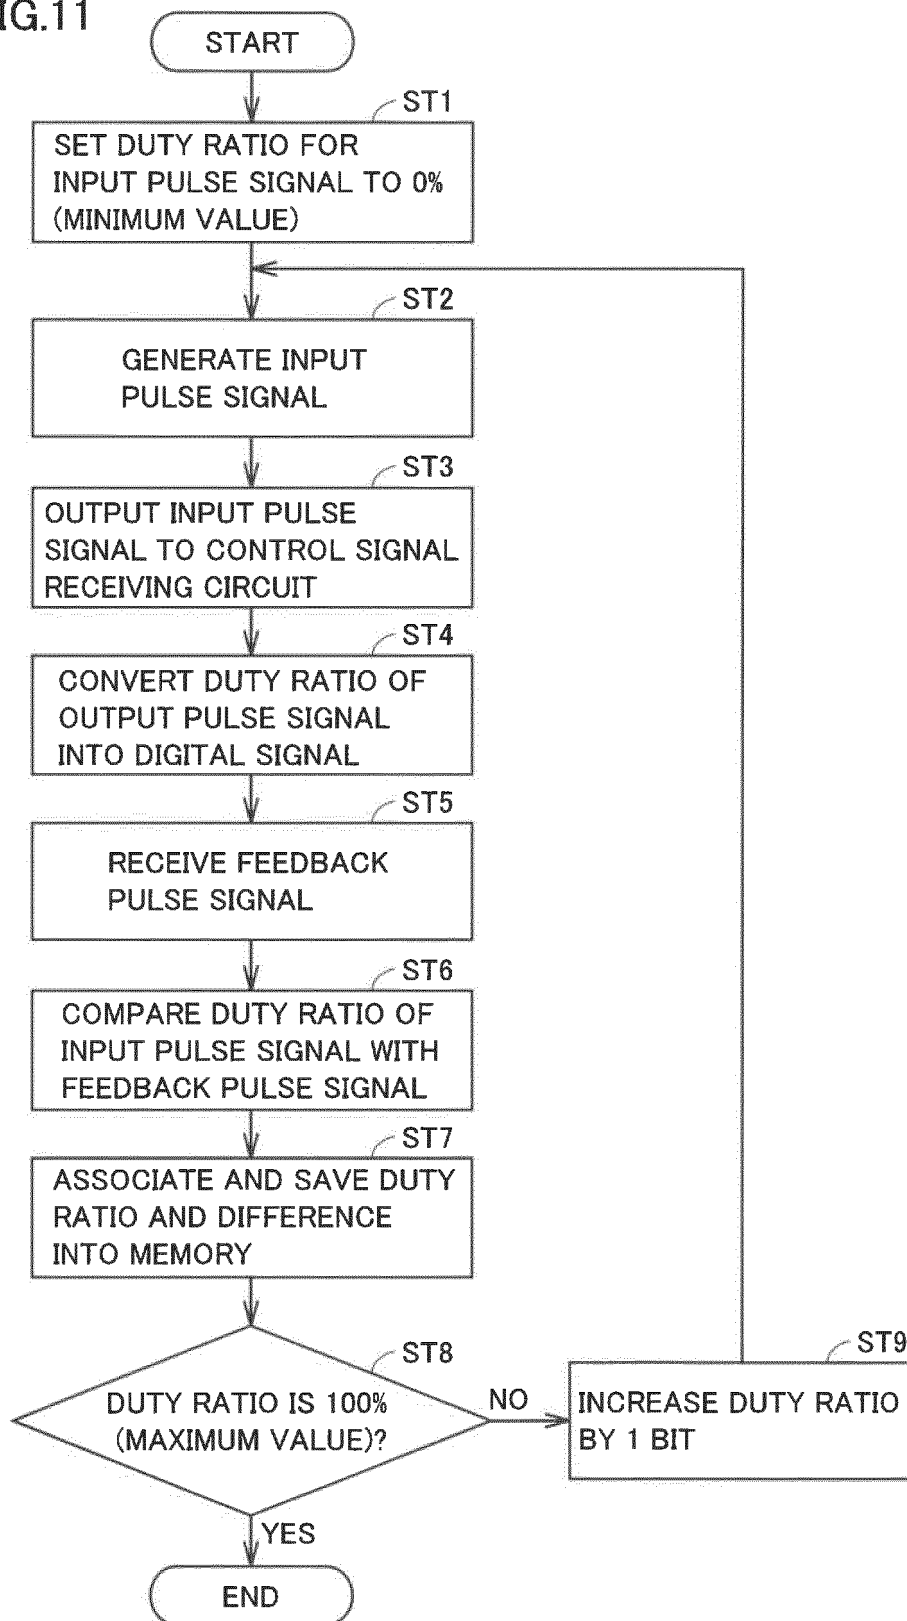 IG.11
START
ST1
SET DUTY RATIO FOR
INPUT PULSE SIGNAL TO 0%
(MINIMUM VALUE)
ST2
GENERATE INPUT
PULSE SIGNAL
ST3
OUTPUT INPUT PULSE
SIGNAL TO CONTROL SIGNAL
RECEIVING CIRCUIT
ST4
CONVERT DUTY RATIO OF
OUTPUT PULSE SIGNAL
INTO DIGITAL SIGNAL
ST5
RECEIVE FEEDBACK
PULSE SIGNAL
ST6
COMPARE DUTY RATIO OF
INPUT PULSE SIGNAL WITH
FEEDBACK PULSE SIGNAL
ST7
ASSOCIATE AND SAVE DUTY
RATIO AND DIFFERENCE
INTO MEMORY
ST8
DUTY RATIO IS 100%
(MAXIMUM VALUE)?
NO
ST9
INCREASE DUTY RATIO
BY 1 BIT
YES
END